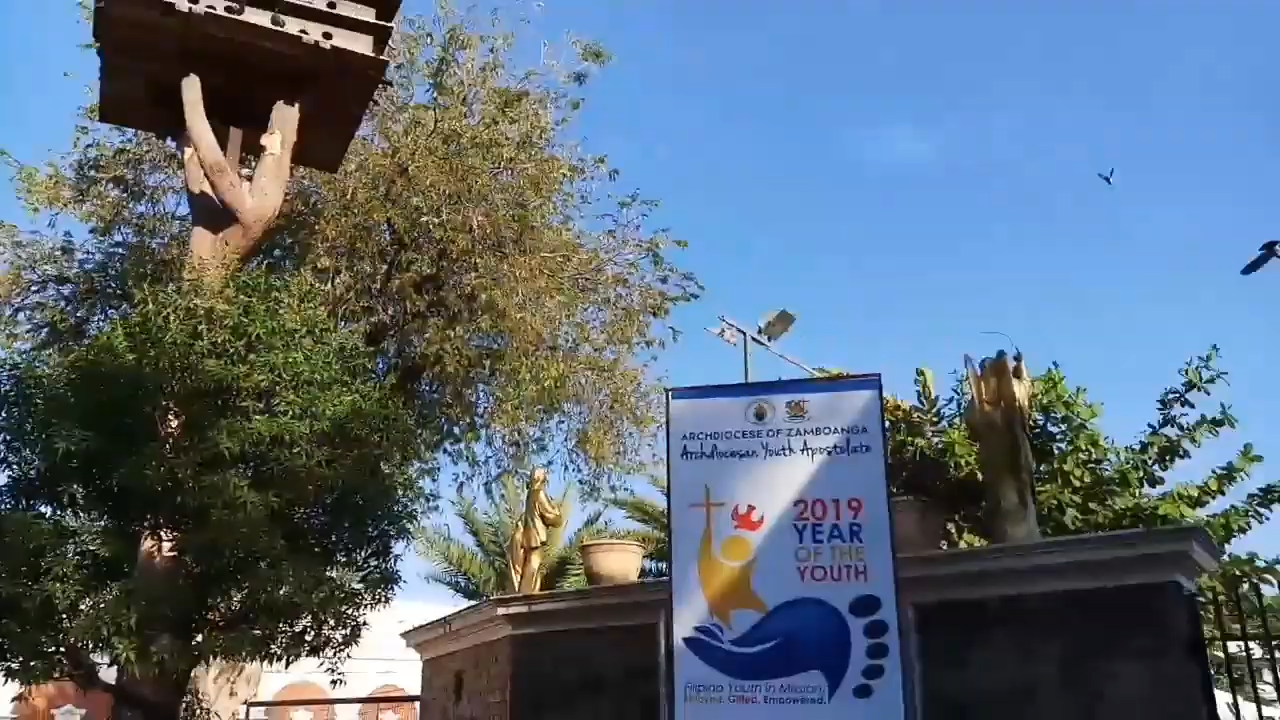 ARCHDIOCESE OF ZAMBOANGA
Archdiocesan Youth Apostolate
2019
YEAR
OF THE
YOUTH
Filipino Youth in Mission:
Beloved. Gifted. Empowered.